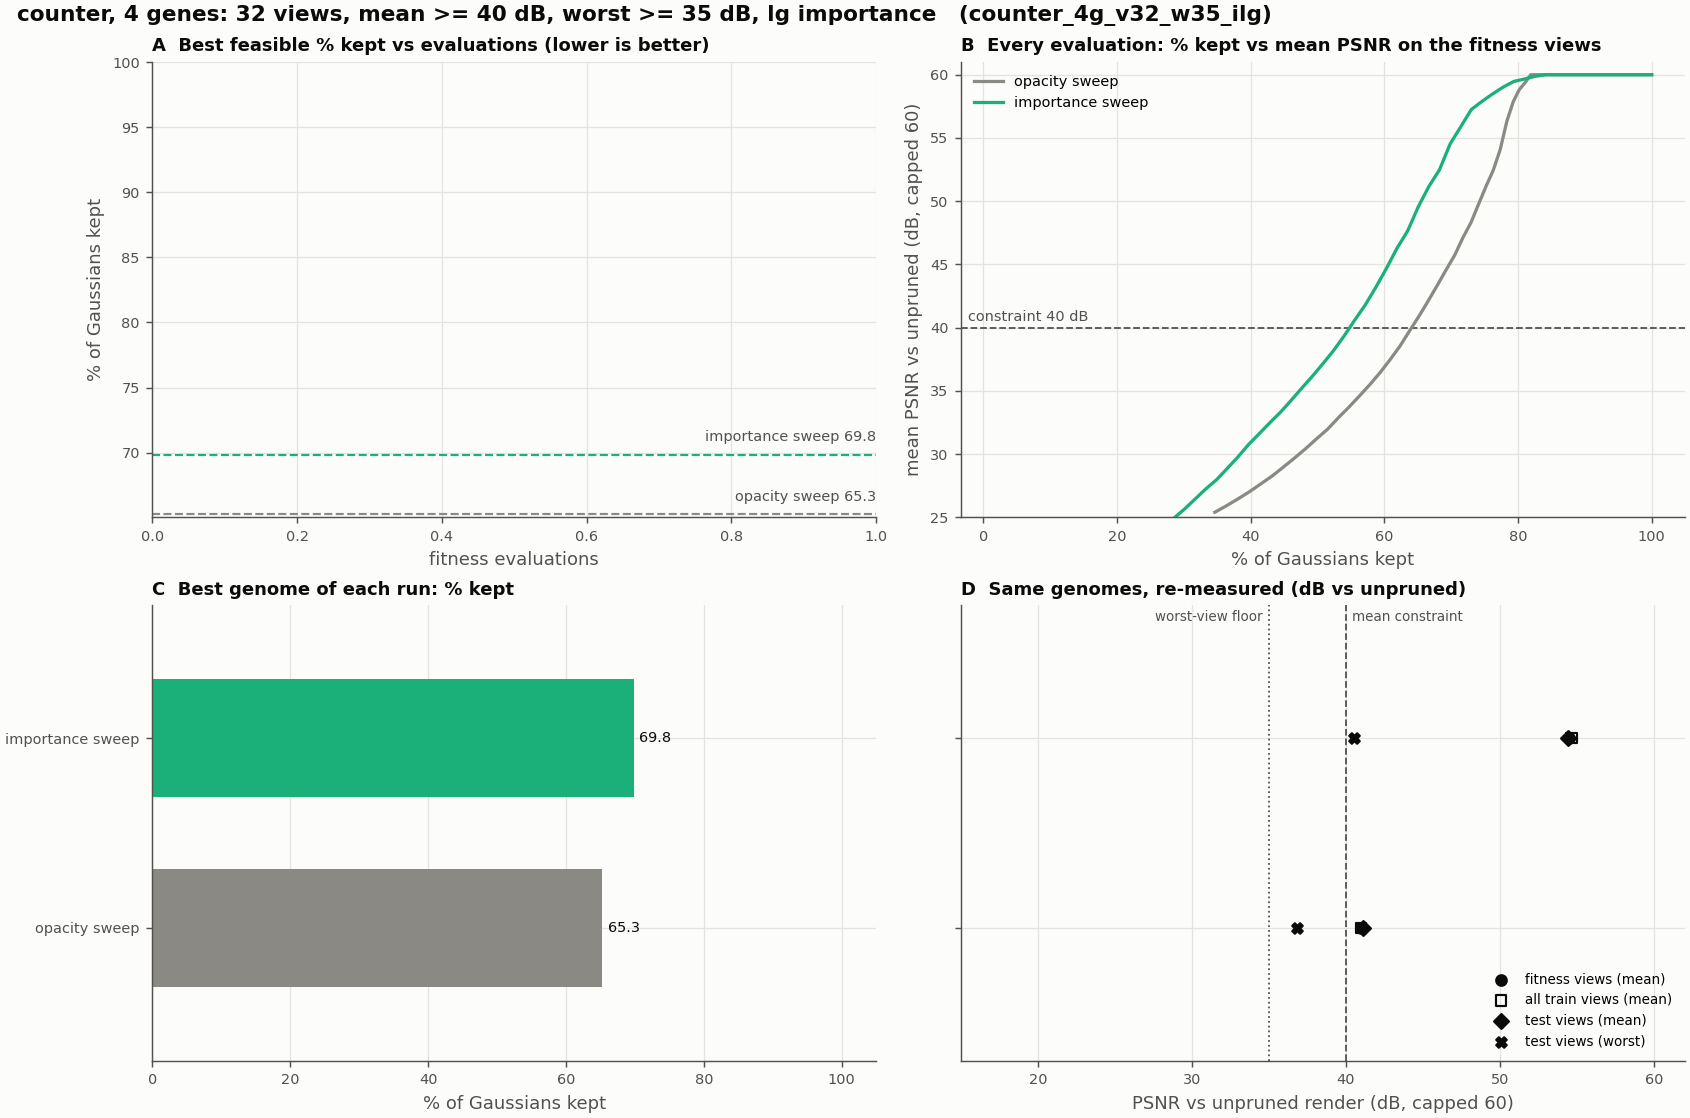 counter, 4 genes: 32 views, mean >= 40 dB, worst >= 35 dB, lg importance (counter_4g_v32_w35_ilg)
A Best feasible % kept vs evaluations (lower is better)
100
95
90
85
80
75
70
% of Gaussians kept
importance sweep 69.8
opacity sweep 65.3
0.0 0.2 0.4 0.6 0.8 1.0
fitness evaluations
B Every evaluation: % kept vs mean PSNR on the fitness views
60
55
50
45
40
35
30
25
mean PSNR vs unpruned (dB, capped 60)
opacity sweep
importance sweep
constraint 40 dB
0 20 40 60 80 100
% of Gaussians kept
C Best genome of each run: % kept
importance sweep
69.8
opacity sweep
65.3
0 20 40 60 80 100
% of Gaussians kept
D Same genomes, re-measured (dB vs unpruned)
worst-view floor
mean constraint
fitness views (mean)
all train views (mean)
test views (mean)
test views (worst)
20 30 40 50 60
PSNR vs unpruned render (dB, capped 60)